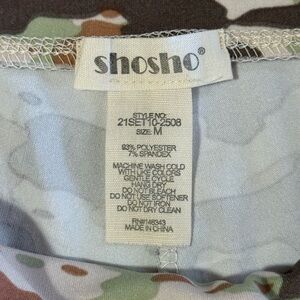 shosho®
STYLE NO:
21SET10-2508
SIZE: M
93% POLYESTER
7% SPANDEX
MACHINE WASH COLD
WITH LIKE COLORS
GENTLE CYCLE
HANG DRY
DO NOT BLEACH
DO NOT USE SOFTENER
DO NOT IRON
DO NOT DRY CLEAN
RN#146343
MADE IN CHINA